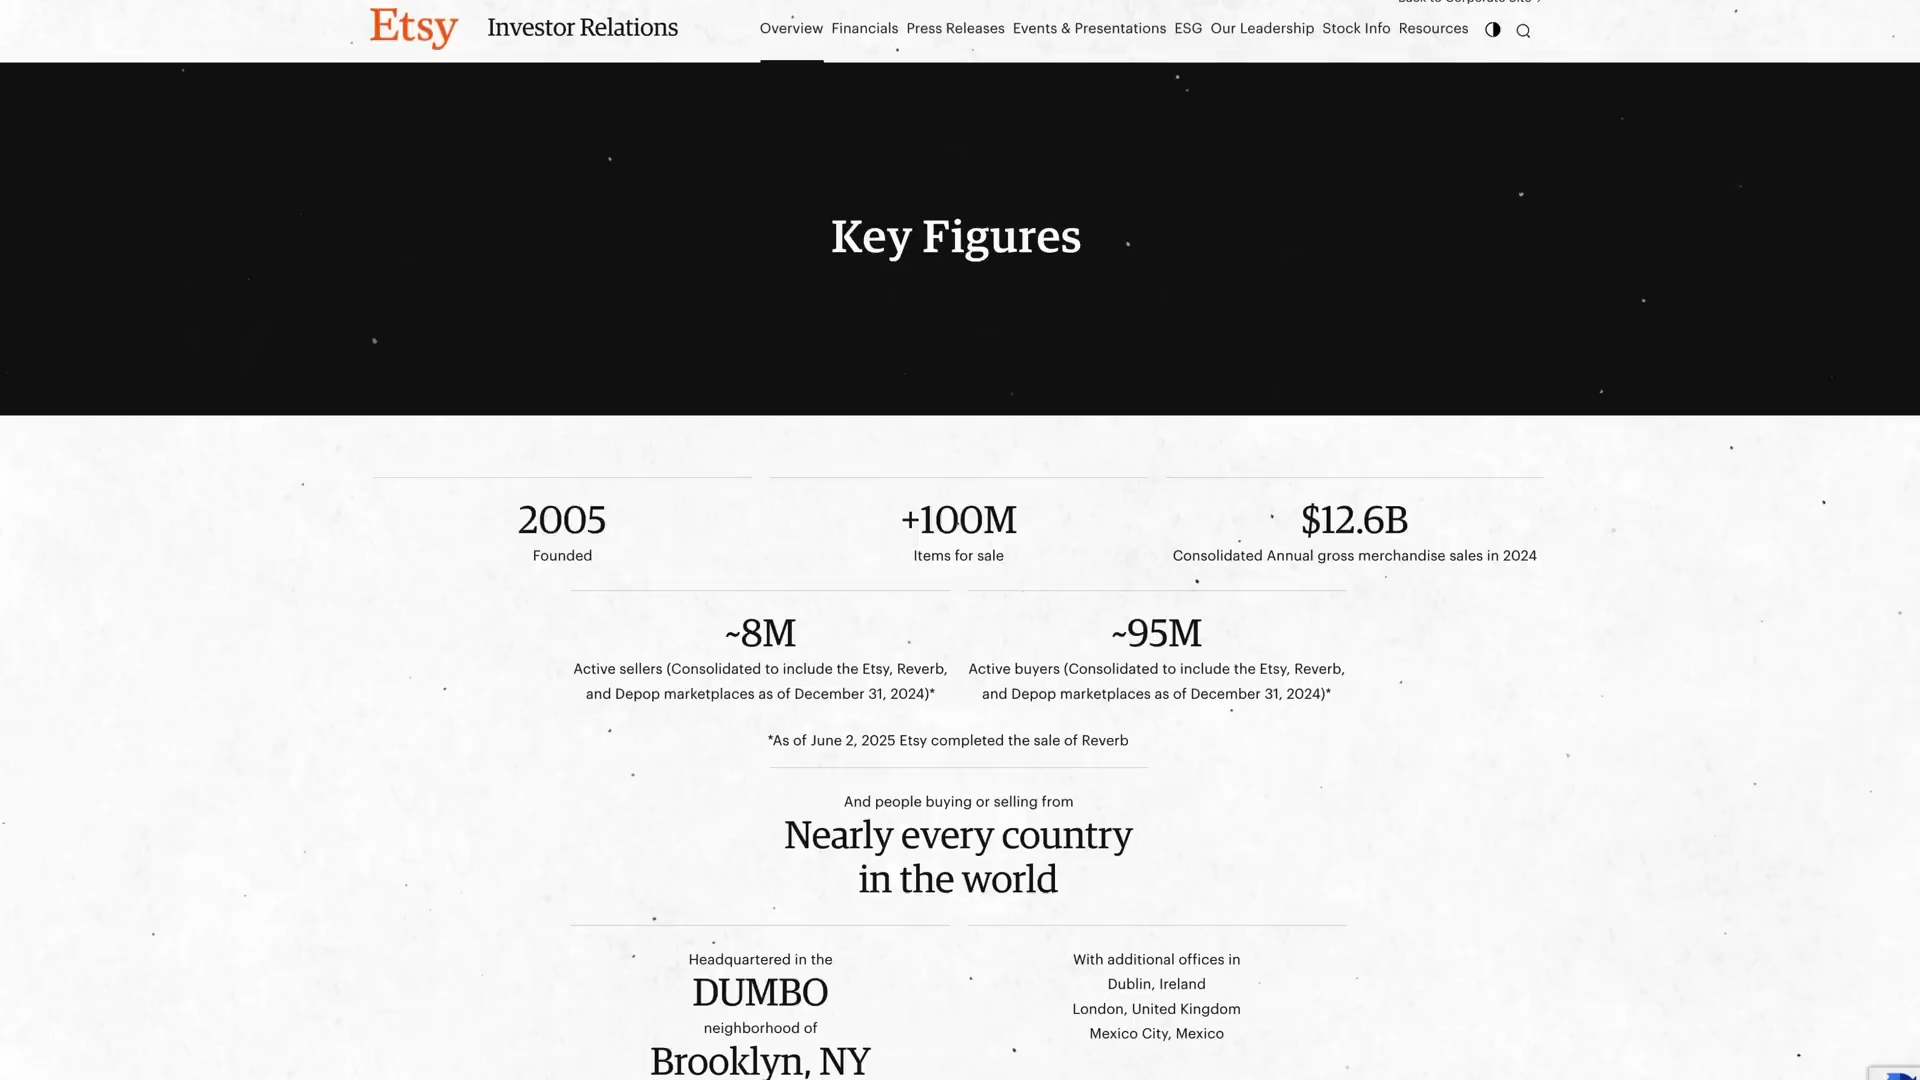 Back to Corporate Site
Etsy Investor Relations
Overview Financials Press Releases Events & Presentations ESG Our Leadership Stock Info Resources
Key Figures
2005
Founded
+100M
Items for sale
$12.6B
Consolidated Annual gross merchandise sales in 2024
~8M
Active sellers (Consolidated to include the Etsy, Reverb,
and Depop marketplaces as of December 31, 2024)*
~95M
Active buyers (Consolidated to include the Etsy, Reverb,
and Depop marketplaces as of December 31, 2024)*
*As of June 2, 2025 Etsy completed the sale of Reverb
And people buying or selling from
Nearly every country
in the world
Headquartered in the
DUMBO
neighborhood of
Brooklyn, NY
With additional offices in
Dublin, Ireland
London, United Kingdom
Mexico City, Mexico